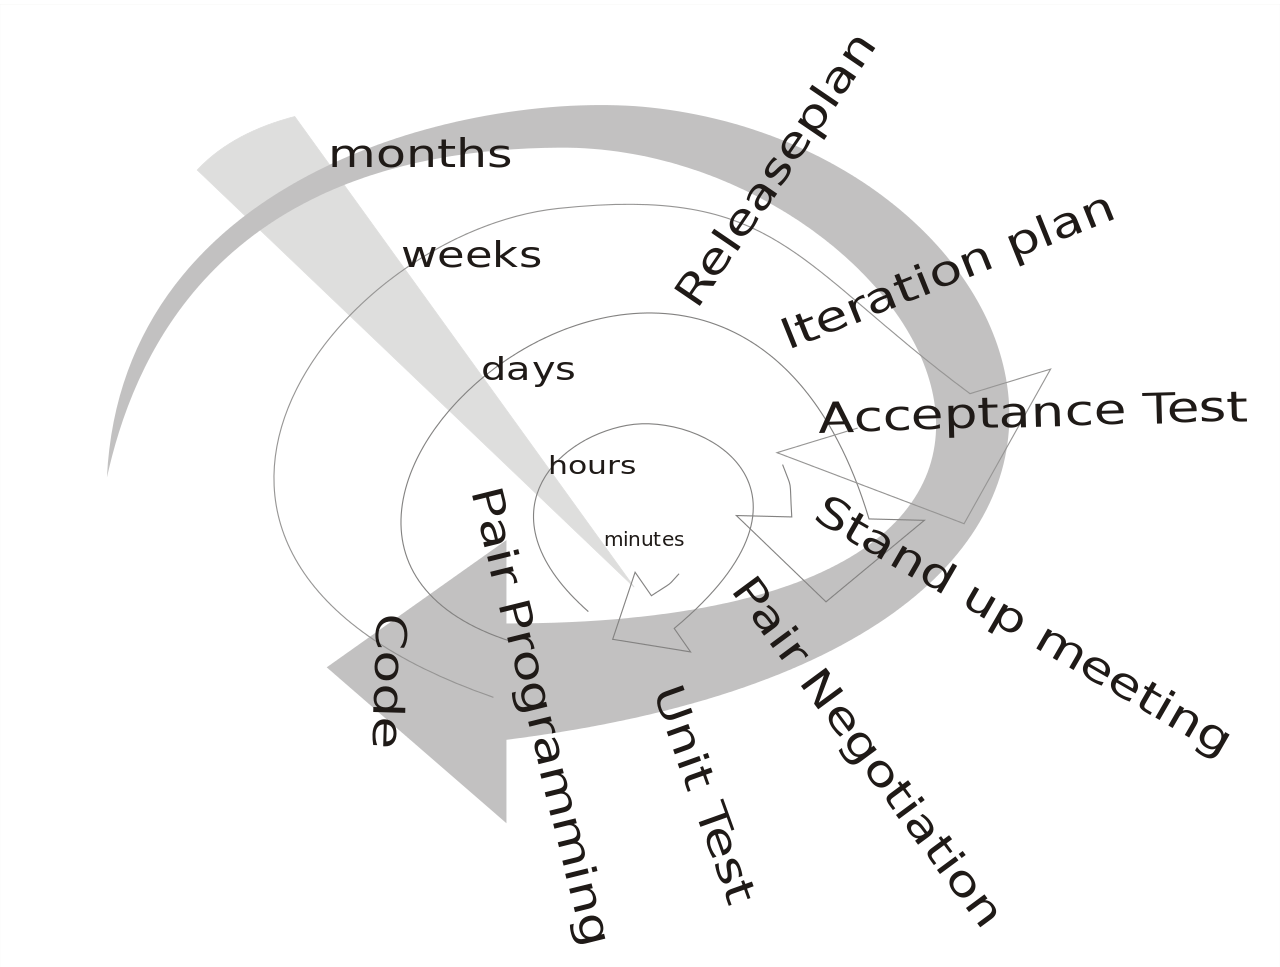 months
weeks
days
hours
minutes
Releaseplan
Iteration plan
Acceptance Test
Stand up meeting
Pair Negotiation
Unit Test
Pair Programming
Code